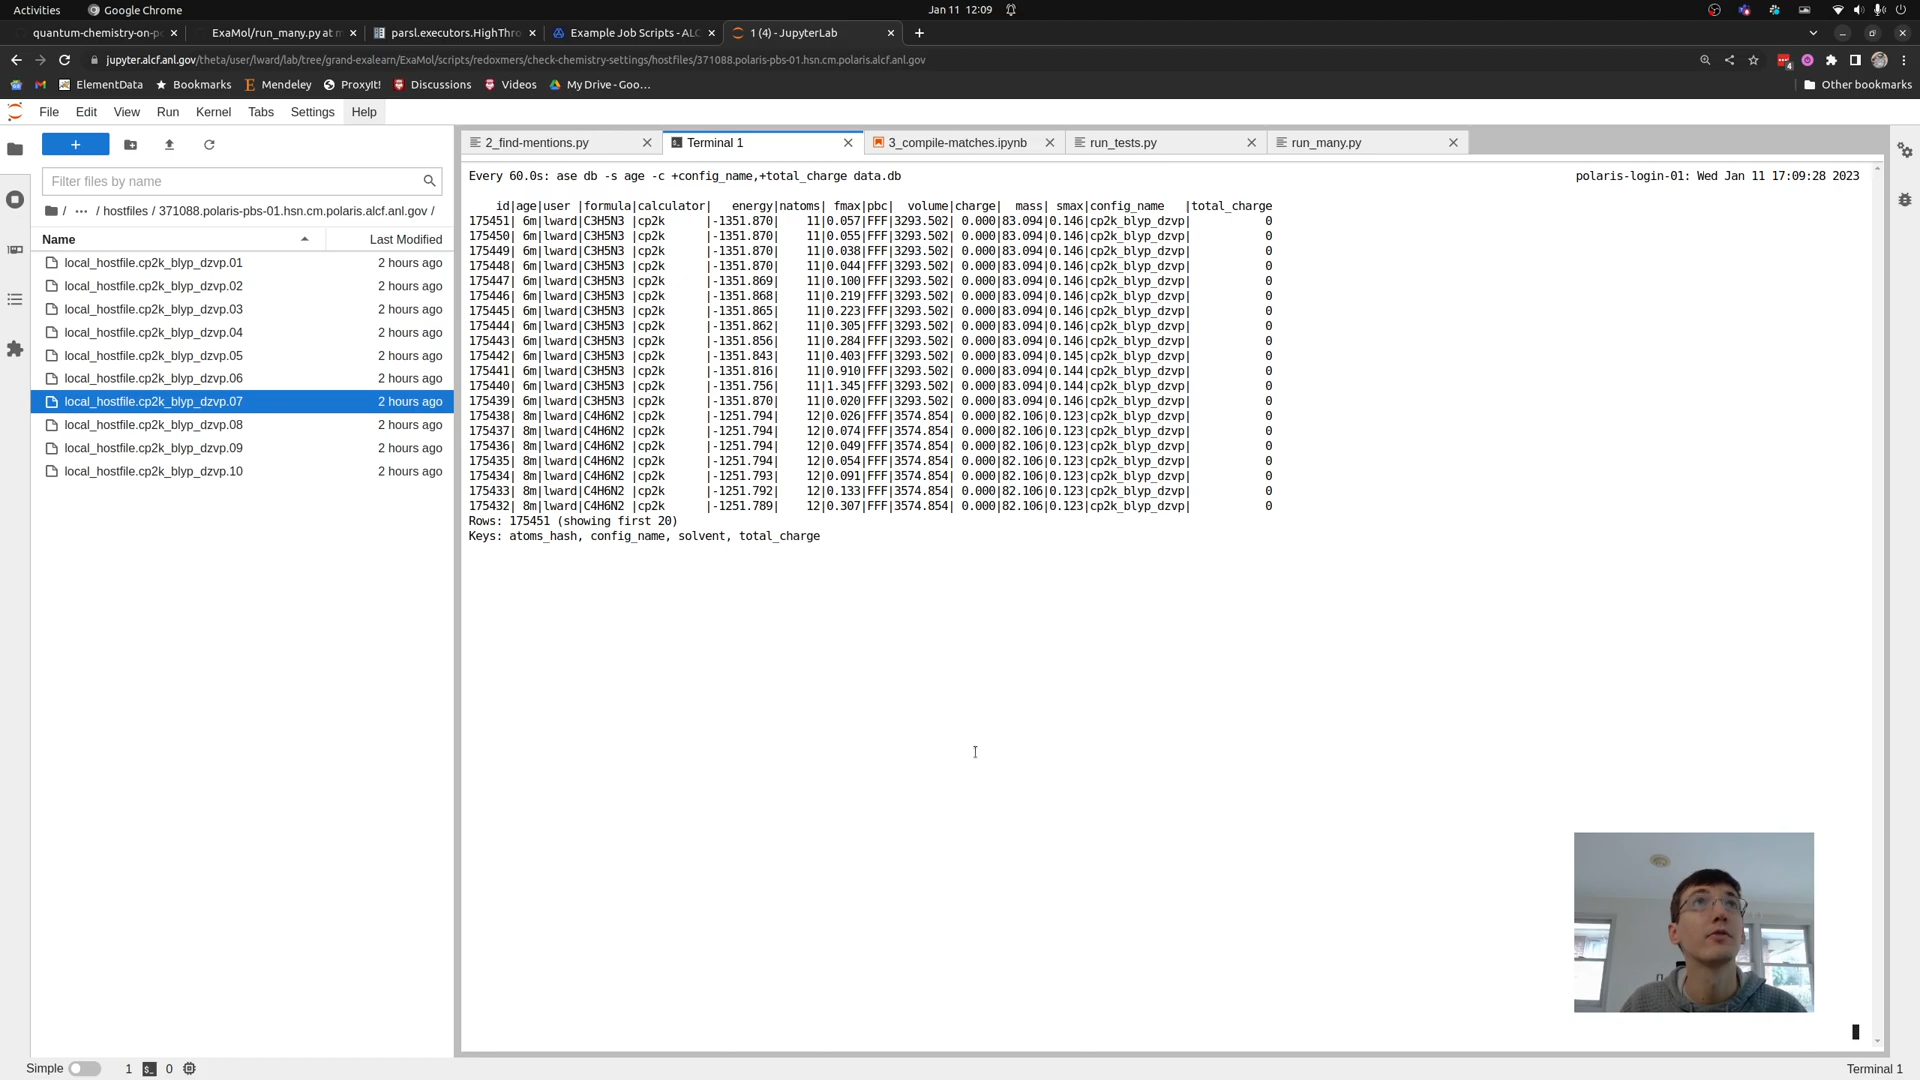 Activities
Google Chrome
Jan 11 12:09
quantum-chemistry-on-p
ExaMol/run_many.py at m
parsl.executors.HighThr
Example Job Scripts - ALC
1 (4) - JupyterLab
jupyter.alcf.anl.gov/theta/user/lward/lab/tree/grand-exalearn/ExaMol/scripts/redoxmers/check-chemistry-settings/hostfiles/371088.polaris-pbs-01.hsn.cm.polaris.alcf.anl.gov
ElementData
Bookmarks
Mendeley
ProxyIt!
Discussions
Videos
My Drive - Goo…
Other bookmarks
File Edit View Run Kernel Tabs Settings Help
2_find-mentions.py
Terminal 1
3_compile-matches.ipynb
run_tests.py
run_many.py
Filter files by name
/ ··· / hostfiles / 371088.polaris-pbs-01.hsn.cm.polaris.alcf.anl.gov /
Name Last Modified
local_hostfile.cp2k_blyp_dzvp.01 2 hours ago
local_hostfile.cp2k_blyp_dzvp.02 2 hours ago
local_hostfile.cp2k_blyp_dzvp.03 2 hours ago
local_hostfile.cp2k_blyp_dzvp.04 2 hours ago
local_hostfile.cp2k_blyp_dzvp.05 2 hours ago
local_hostfile.cp2k_blyp_dzvp.06 2 hours ago
local_hostfile.cp2k_blyp_dzvp.07 2 hours ago
local_hostfile.cp2k_blyp_dzvp.08 2 hours ago
local_hostfile.cp2k_blyp_dzvp.09 2 hours ago
local_hostfile.cp2k_blyp_dzvp.10 2 hours ago
Every 60.0s: ase db -s age -c +config_name,+total_charge data.db polaris-login-01: Wed Jan 11 17:09:28 2023
id|age|user |formula|calculator| energy|natoms| fmax|pbc| volume|charge| mass| smax|config_name |total_charge
175451| 6m|lward|C3H5N3 |cp2k |-1351.870| 11|0.057|FFF|3293.502| 0.000|83.094|0.146|cp2k_blyp_dzvp| 0
175450| 6m|lward|C3H5N3 |cp2k |-1351.870| 11|0.055|FFF|3293.502| 0.000|83.094|0.146|cp2k_blyp_dzvp| 0
175449| 6m|lward|C3H5N3 |cp2k |-1351.870| 11|0.038|FFF|3293.502| 0.000|83.094|0.146|cp2k_blyp_dzvp| 0
175448| 6m|lward|C3H5N3 |cp2k |-1351.870| 11|0.044|FFF|3293.502| 0.000|83.094|0.146|cp2k_blyp_dzvp| 0
175447| 6m|lward|C3H5N3 |cp2k |-1351.869| 11|0.100|FFF|3293.502| 0.000|83.094|0.146|cp2k_blyp_dzvp| 0
175446| 6m|lward|C3H5N3 |cp2k |-1351.868| 11|0.219|FFF|3293.502| 0.000|83.094|0.146|cp2k_blyp_dzvp| 0
175445| 6m|lward|C3H5N3 |cp2k |-1351.865| 11|0.223|FFF|3293.502| 0.000|83.094|0.146|cp2k_blyp_dzvp| 0
175444| 6m|lward|C3H5N3 |cp2k |-1351.862| 11|0.305|FFF|3293.502| 0.000|83.094|0.146|cp2k_blyp_dzvp| 0
175443| 6m|lward|C3H5N3 |cp2k |-1351.856| 11|0.284|FFF|3293.502| 0.000|83.094|0.146|cp2k_blyp_dzvp| 0
175442| 6m|lward|C3H5N3 |cp2k |-1351.843| 11|0.403|FFF|3293.502| 0.000|83.094|0.145|cp2k_blyp_dzvp| 0
175441| 6m|lward|C3H5N3 |cp2k |-1351.816| 11|0.910|FFF|3293.502| 0.000|83.094|0.144|cp2k_blyp_dzvp| 0
175440| 6m|lward|C3H5N3 |cp2k |-1351.756| 11|1.345|FFF|3293.502| 0.000|83.094|0.144|cp2k_blyp_dzvp| 0
175439| 6m|lward|C3H5N3 |cp2k |-1351.870| 11|0.020|FFF|3293.502| 0.000|83.094|0.146|cp2k_blyp_dzvp| 0
175438| 8m|lward|C4H6N2 |cp2k |-1251.794| 12|0.026|FFF|3574.854| 0.000|82.106|0.123|cp2k_blyp_dzvp| 0
175437| 8m|lward|C4H6N2 |cp2k |-1251.794| 12|0.074|FFF|3574.854| 0.000|82.106|0.123|cp2k_blyp_dzvp| 0
175436| 8m|lward|C4H6N2 |cp2k |-1251.794| 12|0.049|FFF|3574.854| 0.000|82.106|0.123|cp2k_blyp_dzvp| 0
175435| 8m|lward|C4H6N2 |cp2k |-1251.794| 12|0.054|FFF|3574.854| 0.000|82.106|0.123|cp2k_blyp_dzvp| 0
175434| 8m|lward|C4H6N2 |cp2k |-1251.793| 12|0.091|FFF|3574.854| 0.000|82.106|0.123|cp2k_blyp_dzvp| 0
175433| 8m|lward|C4H6N2 |cp2k |-1251.792| 12|0.133|FFF|3574.854| 0.000|82.106|0.123|cp2k_blyp_dzvp| 0
175432| 8m|lward|C4H6N2 |cp2k |-1251.789| 12|0.307|FFF|3574.854| 0.000|82.106|0.123|cp2k_blyp_dzvp| 0
Rows: 175451 (showing first 20)
Keys: atoms_hash, config_name, solvent, total_charge
Simple 1 0 Terminal 1